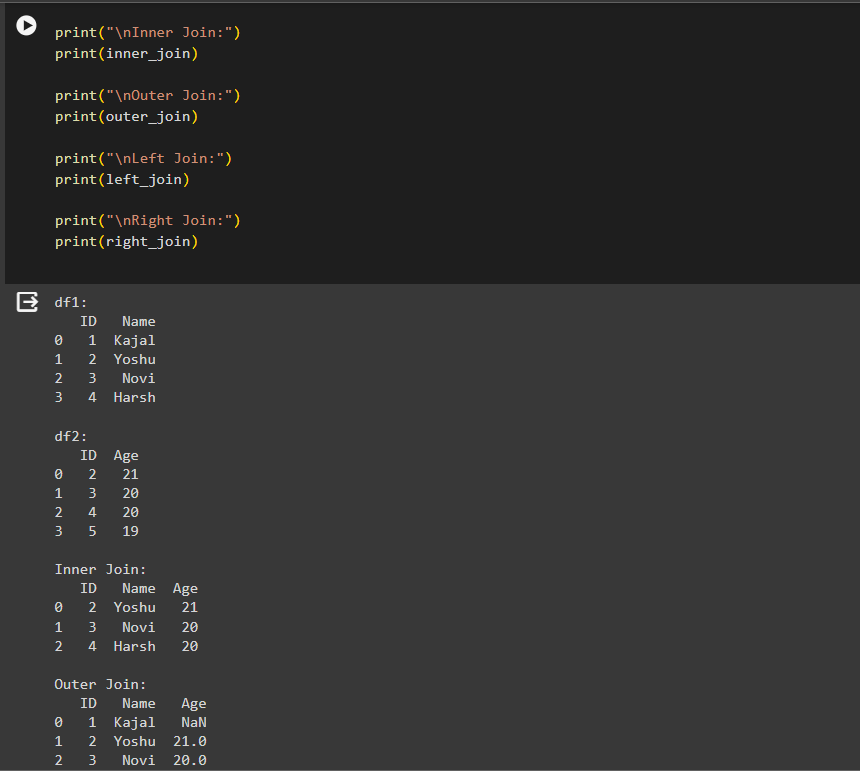 print("\nInner Join:")
print(inner_join)
print("\nOuter Join:")
print(outer_join)
print("\nLeft Join:")
print(left_join)
print("\nRight Join:")
print(right_join)
df1:
   ID   Name
0   1  Kajal
1   2  Yoshu
2   3   Novi
3   4  Harsh
df2:
   ID  Age
0   2   21
1   3   20
2   4   20
3   5   19
Inner Join:
   ID   Name  Age
0   2  Yoshu   21
1   3   Novi   20
2   4  Harsh   20
Outer Join:
   ID   Name   Age
0   1  Kajal   NaN
1   2  Yoshu  21.0
2   3   Novi  20.0